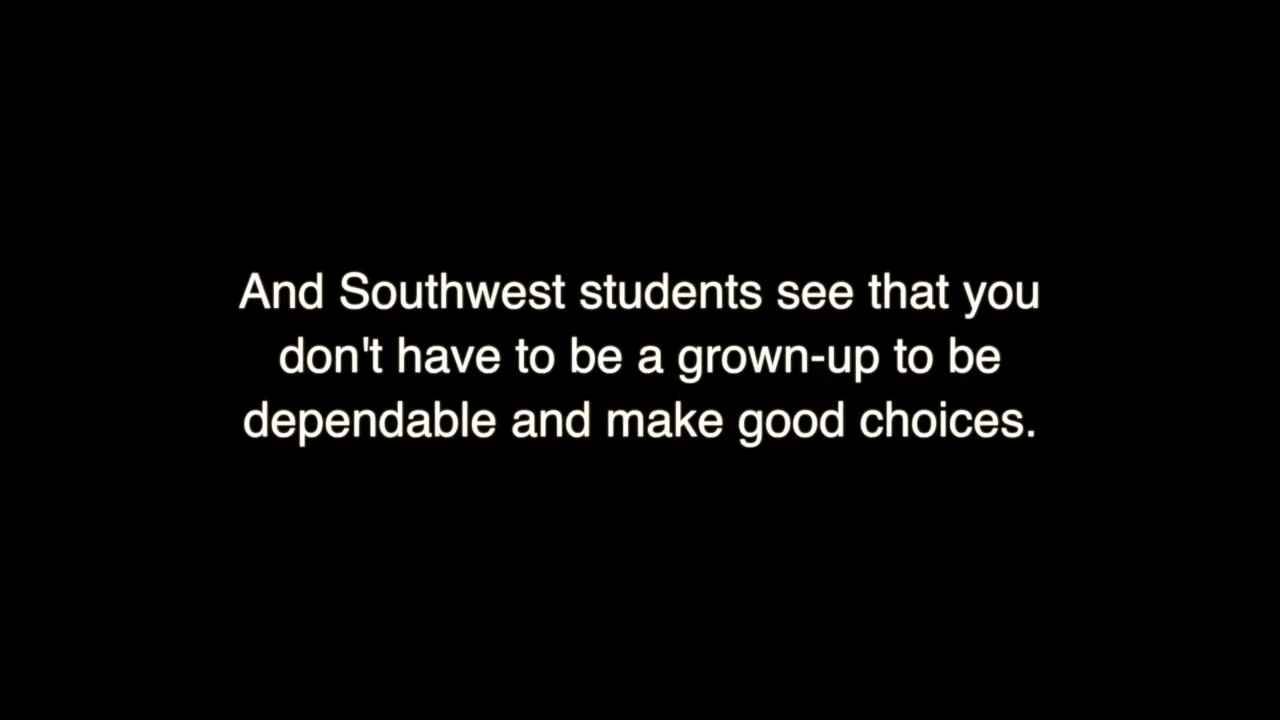 And Southwest students see that you
don't have to be a grown-up to be
dependable and make good choices.